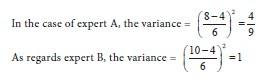 In the case of expert A, the variance = (8–4/6)² = 4/9
As regards expert B, the variance = (10–4/6)² =1